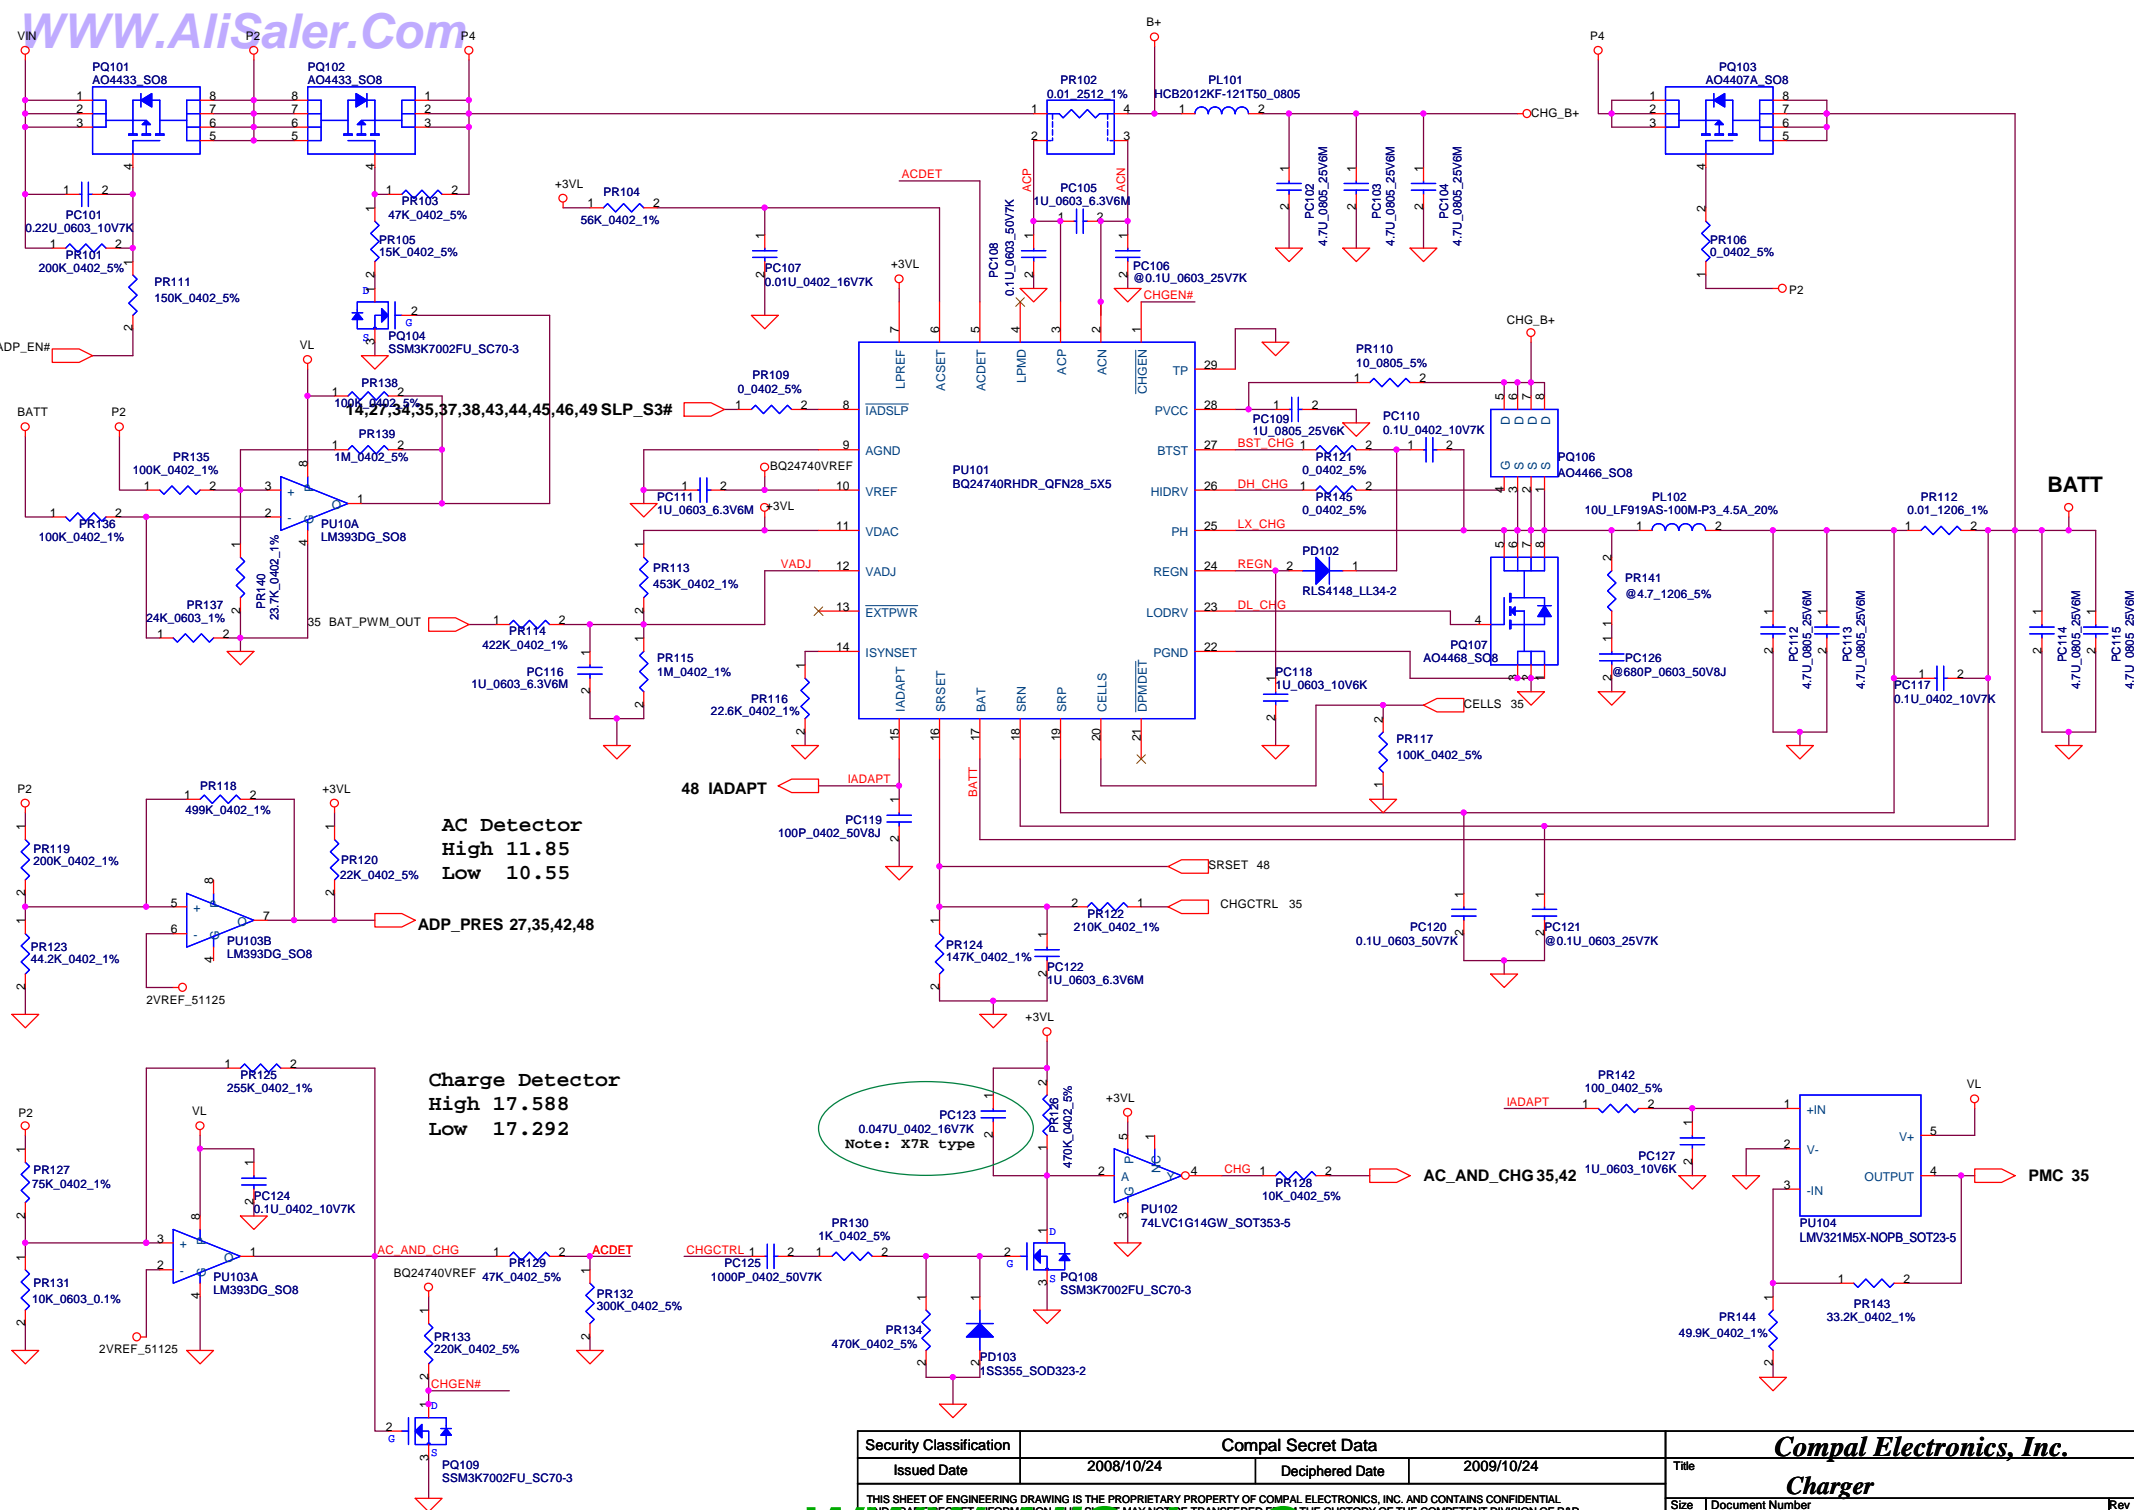 WWW.AliSaler.Com
VIN
P2
P4
PQ101
AO4433_SO8
PQ102
AO4433_SO8
PC101
0.22U_0603_10V7K
PR101
200K_0402_5%
PR111
150K_0402_5%
PR103
47K_0402_5%
PR105
15K_0402_5%
PQ104
SSM3K7002FU_SC70-3
B+
PR102
0.01_2512_1%
PL101
HCB2012KF-121T50_0805
CHG_B+
PC102
4.7U_0805_25V6M
PC103
4.7U_0805_25V6M
PC104
4.7U_0805_25V6M
P4
PQ103
AO4407A_SO8
PR106
0_0402_5%
P2
+3VL
PR104
56K_0402_1%
PC107
0.01U_0402_16V7K
ACDET
+3VL
ACP
ACN
PC105
1U_0603_6.3V6M
PC108
0.1U_0603_50V7K
PC106
@0.1U_0603_25V7K
CHGEN#
BATT
P2
VL
PR138
100K_0402_5%
PR139
1M_0402_5%
PR135
100K_0402_1%
PR136
100K_0402_1%
PU10A
LM393DG_SO8
PR140
23.7K_0402_1%
PR137
24K_0603_1%
14,27,34,35,37,38,43,44,45,46,49 SLP_S3#
PR109
0_0402_5%
PU101
BQ24740RHDR_QFN28_5X5
LPREF
ACSET
ACDET
LPMD
ACP
ACN
CHGEN
IADSLP
AGND
VREF
VDAC
VADJ
EXTPWR
ISYNSET
IADAPT
SRSET
BAT
SRN
SRP
CELLS
DPMDET
TP
PVCC
BTST
HIDRV
PH
REGN
LODRV
PGND
BQ24740VREF
PC111
1U_0603_6.3V6M
+3VL
VADJ
PR113
453K_0402_1%
35 BAT_PWM_OUT
PR114
422K_0402_1%
PC116
1U_0603_6.3V6M
PR115
1M_0402_1%
PR116
22.6K_0402_1%
PR110
10_0805_5%
PC109
1U_0805_25V6K
PC110
0.1U_0402_10V7K
BST_CHG
PR121
0_0402_5%
DH_CHG
PR145
0_0402_5%
LX_CHG
REGN
PD102
RLS4148_LL34-2
DL_CHG
PC118
1U_0603_10V6K
CHG_B+
PQ106
AO4466_SO8
PQ107
AO4468_SO8
PL102
10U_LF919AS-100M-P3_4.5A_20%
PR112
0.01_1206_1%
BATT
PR141
@4.7_1206_5%
PC126
@680P_0603_50V8J
PC112
4.7U_0805_25V6M
PC113
4.7U_0805_25V6M
PC117
0.1U_0402_10V7K
PC114
4.7U_0805_25V6M
PC115
4.7U_0805_25V6M
CELLS 35
PR117
100K_0402_5%
48 IADAPT
IADAPT
PC119
100P_0402_50V8J
BATT
SRSET 48
CHGCTRL 35
PR122
210K_0402_1%
PR124
147K_0402_1%
PC122
1U_0603_6.3V6M
PC120
0.1U_0603_50V7K
PC121
@0.1U_0603_25V7K
P2
PR118
499K_0402_1%
+3VL
PR119
200K_0402_1%
PR120
22K_0402_5%
PR123
44.2K_0402_1%
PU103B
LM393DG_SO8
2VREF_51125
ADP_PRES 27,35,42,48
AC Detector
High 11.85
Low 10.55
Charge Detector
High 17.588
Low 17.292
P2
PR125
255K_0402_1%
VL
PR127
75K_0402_1%
PC124
0.1U_0402_10V7K
PR131
10K_0603_0.1%
PU103A
LM393DG_SO8
2VREF_51125
AC_AND_CHG
PR129
47K_0402_5%
ACDET
PR132
300K_0402_5%
BQ24740VREF
PR133
220K_0402_5%
CHGEN#
PQ109
SSM3K7002FU_SC70-3
CHGCTRL
PC125
1000P_0402_50V7K
PR130
1K_0402_5%
PR134
470K_0402_5%
PD103
1SS355_SOD323-2
PQ108
SSM3K7002FU_SC70-3
+3VL
PC123
0.047U_0402_16V7K
Note: X7R type
PR126
470K_0402_5%
+3VL
PU102
74LVC1G14GW_SOT353-5
CHG
PR128
10K_0402_5%
AC_AND_CHG 35,42
IADAPT
PR142
100_0402_5%
PC127
1U_0603_10V6K
VL
+IN
V-
-IN
V+
OUTPUT
PU104
LMV321M5X-NOPB_SOT23-5
PMC 35
PR143
33.2K_0402_1%
PR144
49.9K_0402_1%
Security Classification
Compal Secret Data
Issued Date
2008/10/24
Deciphered Date
2009/10/24
THIS SHEET OF ENGINEERING DRAWING IS THE PROPRIETARY PROPERTY OF COMPAL ELECTRONICS, INC. AND CONTAINS CONFIDENTIAL
Compal Electronics, Inc.
Title
Charger
Size
Document Number
Rev